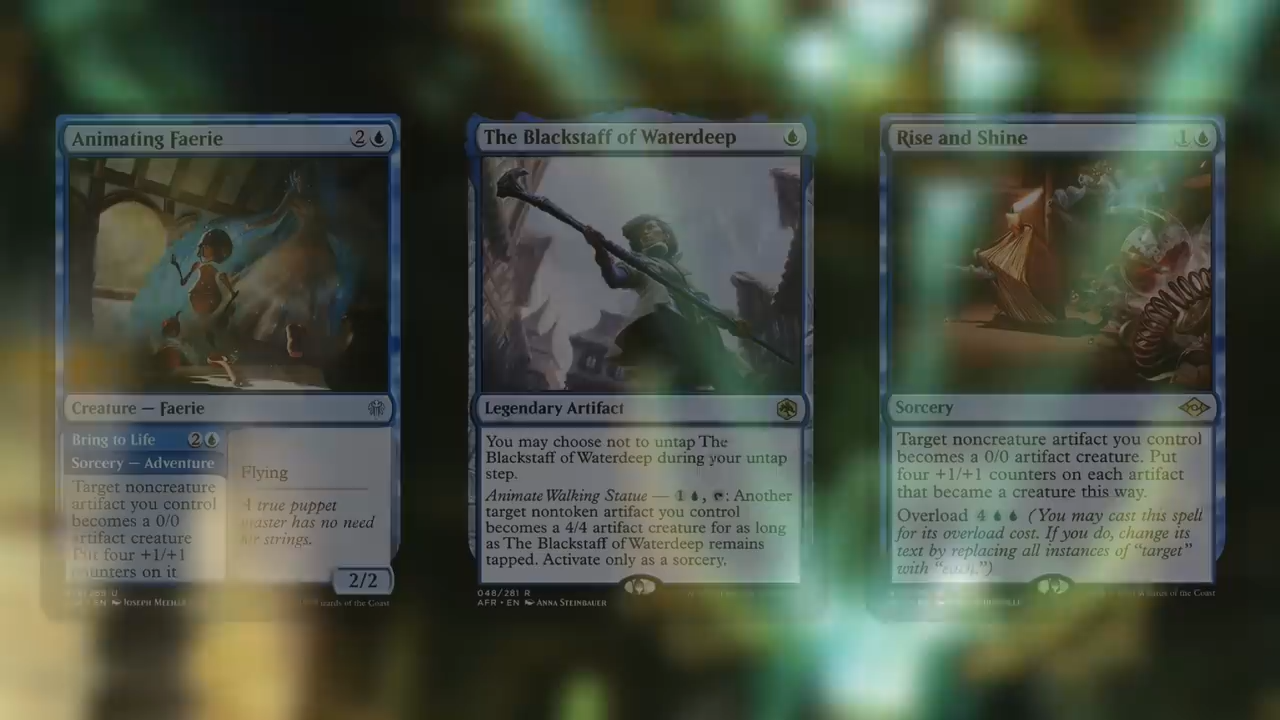 Animating Faerie 2
Creature — Faerie
Bring to Life 2
Sorcery — Adventure
Target noncreature
artifact you control
becomes a 0/0
artifact creature
Put four +1/+1
counters on it
Flying
A true puppet
master has no need
for strings.
2/2
The Blackstaff of Waterdeep
Legendary Artifact
You may choose not to untap The
Blackstaff of Waterdeep during your untap
step.
Animate Walking Statue — 1 , : Another
target nontoken artifact you control
becomes a 4/4 artifact creature for as long
as The Blackstaff of Waterdeep remains
tapped. Activate only as a sorcery.
048/281 R
AFR • EN ANNA STEINBAUER
Rise and Shine 1
Sorcery
Target noncreature artifact you control
becomes a 0/0 artifact creature. Put
four +1/+1 counters on each artifact
that became a creature this way.
Overload 4 (You may cast this spell
for its overload cost. If you do, change its
text by replacing all instances of “target”
with “each.”)